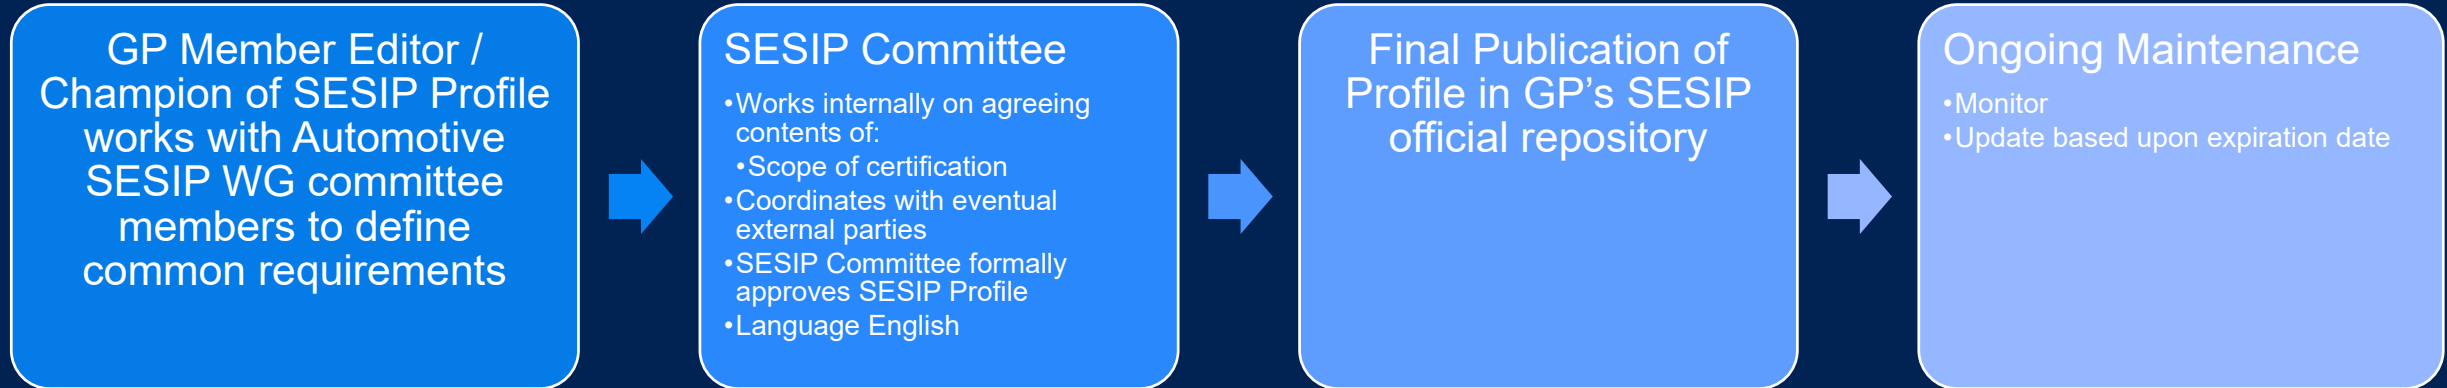 GP Member Editor /
Champion of SESIP Profile
works with Automotive
SESIP WG committee
members to define
common requirements
SESIP Committee
•Works internally on agreeing
contents of:
•Scope of certification
•Coordinates with eventual
external parties
•SESIP Committee formally
approves SESIP Profile
•Language English
Final Publication of
Profile in GP’s SESIP
official repository
Ongoing Maintenance
•Monitor
•Update based upon expiration date